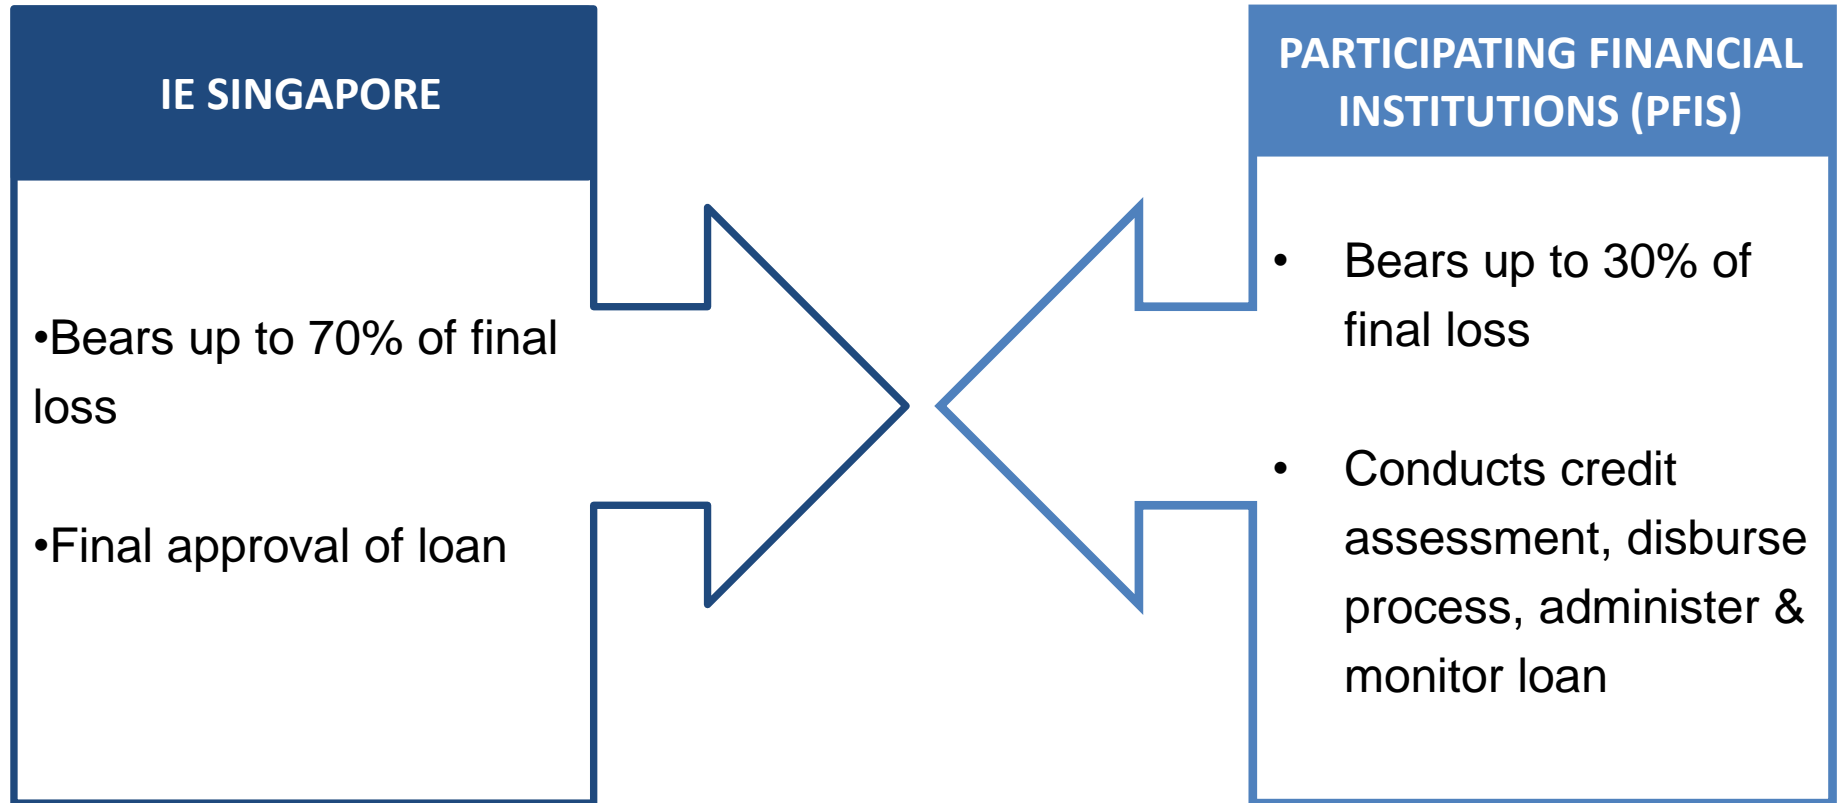 IE SINGAPORE
•Bears up to 70% of final
loss
•Final approval of loan
PARTICIPATING FINANCIAL
INSTITUTIONS (PFIS)
• Bears up to 30% of
final loss
• Conducts credit
assessment, disburse
process, administer &
monitor loan